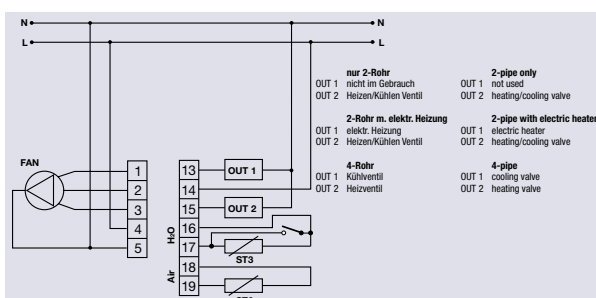 N N
L L
nur 2-Rohr
OUT 1 nicht im Gebrauch
OUT 2 Heizen/Kühlen Ventil
2-Rohr m. elektr. Heizung
OUT 1 elektr. Heizung
OUT 2 Heizen/Kühlen Ventil
4-Rohr
OUT 1 Kühlventil
OUT 2 Heizventil
2-pipe only
OUT 1 not used
OUT 2 heating/cooling valve
2-pipe with electric heater
OUT 1 electric heater
OUT 2 heating/cooling valve
4-pipe
OUT 1 cooling valve
OUT 2 heating valve
FAN
1
2
3
4
5
13 OUT 1
14
15 OUT 2
16
17
H2O
ST3
18
19
Air